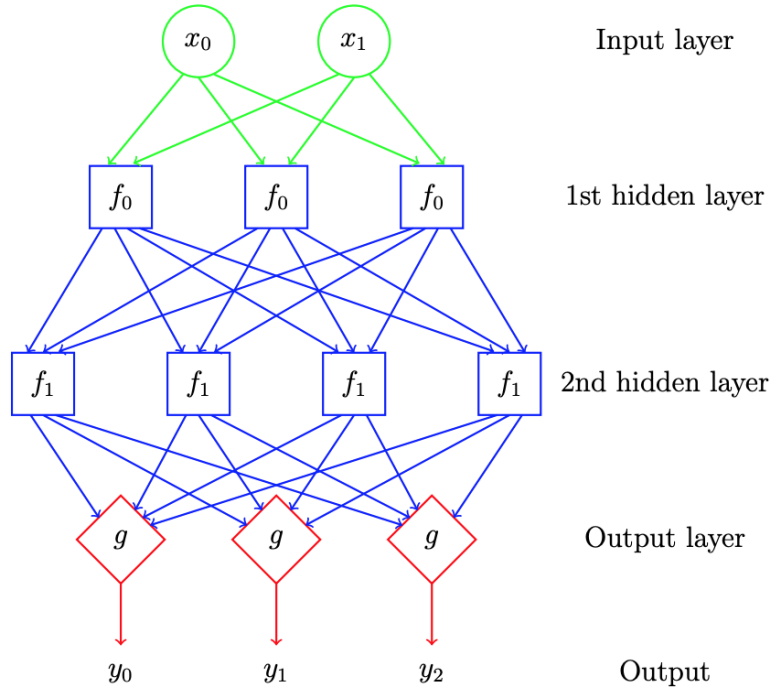 x₀ x₁ Input layer
f₀ f₀ f₀ 1st hidden layer
f₁ f₁ f₁ f₁ 2nd hidden layer
g g g Output layer
y₀ y₁ y₂ Output